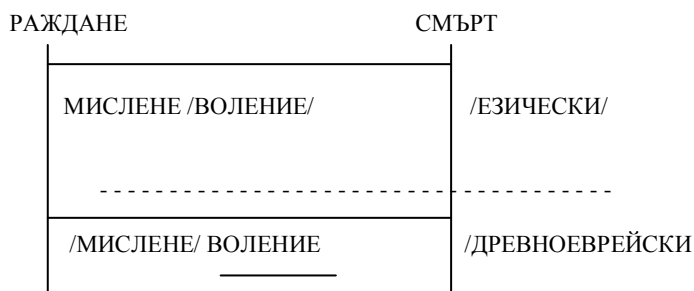 РАЖДАНЕ СМЪРТ
МИСЛЕНЕ /ВОЛЕНИЕ/ /ЕЗИЧЕСКИ/
/МИСЛЕНЕ/ ВОЛЕНИЕ /ДРЕВНОЕВРЕЙСКИ